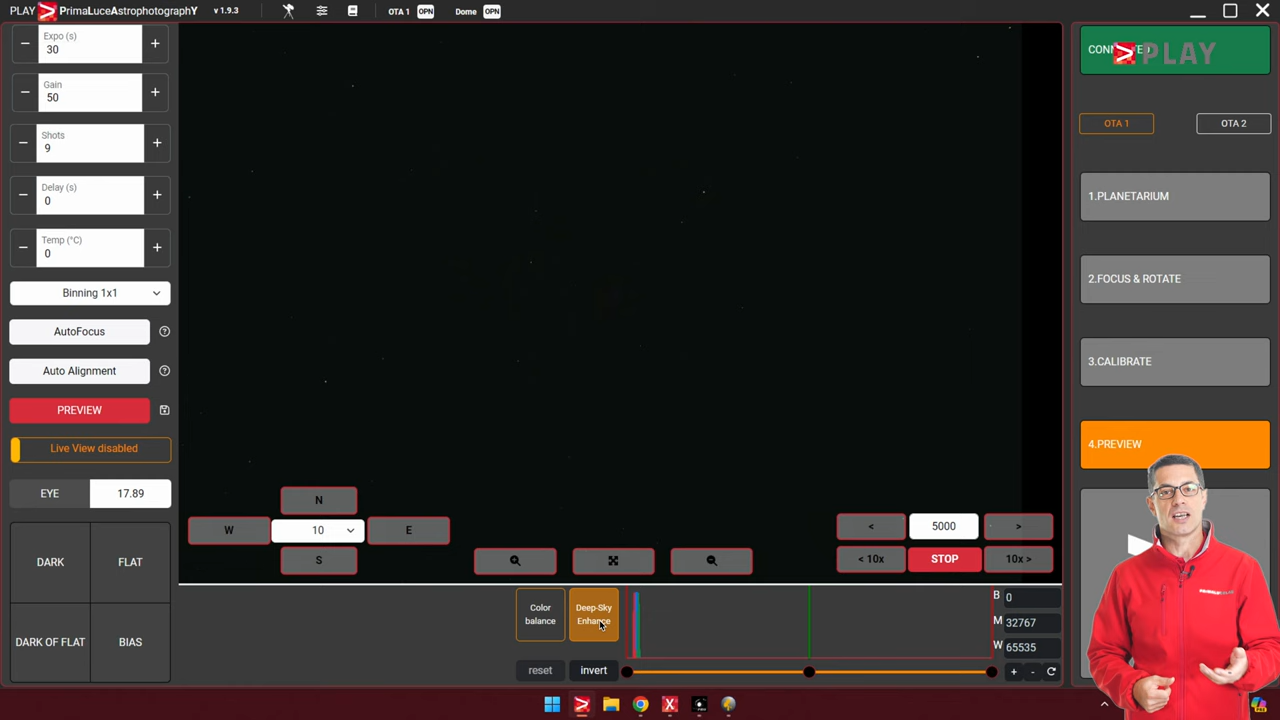 PLAY PrimaLuceAstrophotographY v 1.9.3 OTA 1 OPN Dome OPN
Expo (s)
30
Gain
50
Shots
9
Delay (s)
0
Temp (°C)
0
Binning 1x1
AutoFocus
Auto Alignment
PREVIEW
Live View disabled
EYE 17.89
DARK FLAT
DARK OF FLAT BIAS
N
W 10 E
S
< 5000 >
< 10x STOP 10x >
Color
balance
Deep-Sky
Enhance
reset invert
B 0
M 32767
W 65535
+ -
PLAY
OTA 1 OTA 2
1.PLANETARIUM
2.FOCUS & ROTATE
3.CALIBRATE
4.PREVIEW